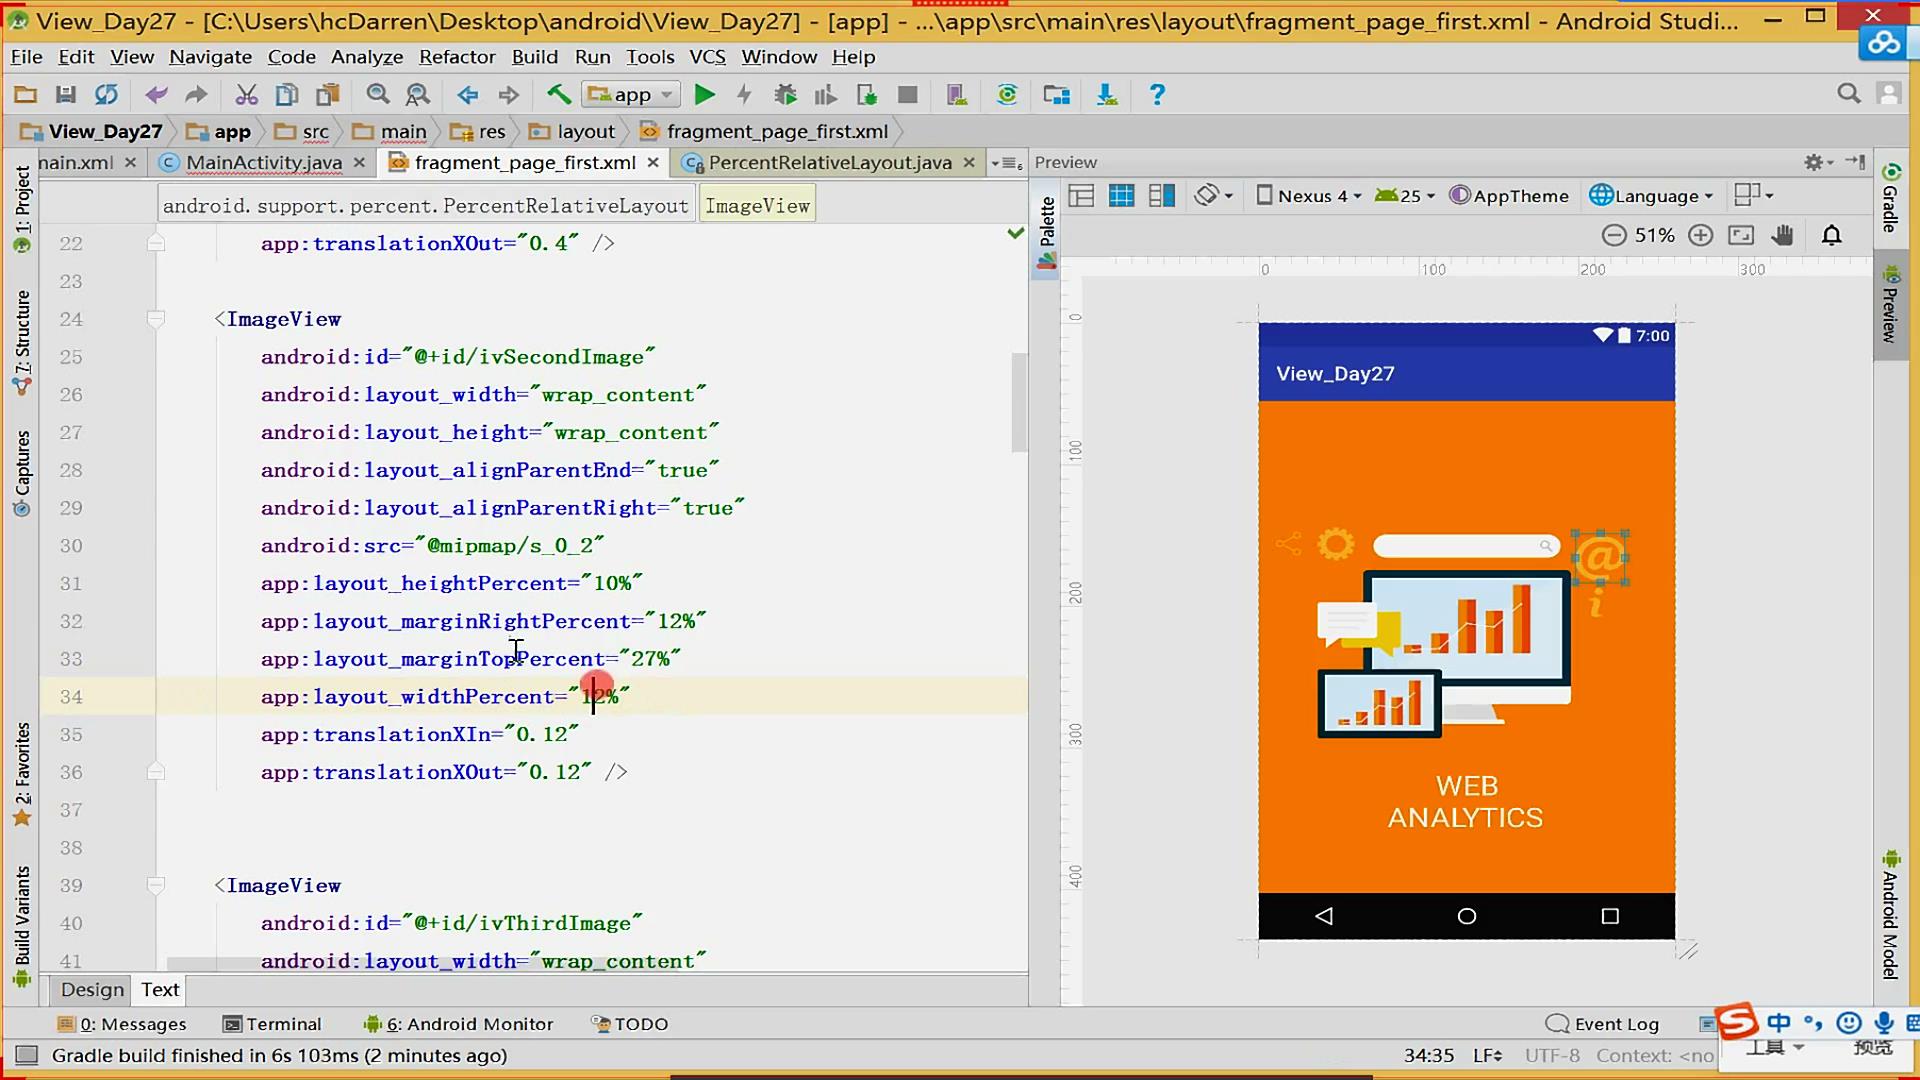 View_Day27 - [C:\Users\hcDarren\Desktop\android\View_Day27] - [app] - ...\app\src\main\res\layout\fragment_page_first.xml - Android Studi...
File Edit View Navigate Code Analyze Refactor Build Run Tools VCS Window Help
app
View_Day27 app src main res layout fragment_page_first.xml
main.xml MainActivity.java fragment_page_first.xml PercentRelativeLayout.java
android.support.percent.PercentRelativeLayout ImageView
22 app:translationXOut="0.4" />
23
24 <ImageView
25 android:id="@+id/ivSecondImage"
26 android:layout_width="wrap_content"
27 android:layout_height="wrap_content"
28 android:layout_alignParentEnd="true"
29 android:layout_alignParentRight="true"
30 android:src="@mipmap/s_0_2"
31 app:layout_heightPercent="10%"
32 app:layout_marginRightPercent="12%"
33 app:layout_marginTopPercent="27%"
34 app:layout_widthPercent="12%"
35 app:translationXIn="0.12"
36 app:translationXOut="0.12" />
37
38
39 <ImageView
40 android:id="@+id/ivThirdImage"
41 android:layout_width="wrap_content"
Design Text
1: Project
7: Structure
Captures
2: Favorites
Build Variants
Preview
Palette
Nexus 4 25 AppTheme Language
51%
0 100 200 300
0
100
200
300
400
7:00
View_Day27
@
i
WEB
ANALYTICS
Gradle
Preview
Android Model
0: Messages Terminal 6: Android Monitor TODO Event Log
Gradle build finished in 6s 103ms (2 minutes ago) 34:35 LF UTF-8 Context: <no
S 中
工具 预览